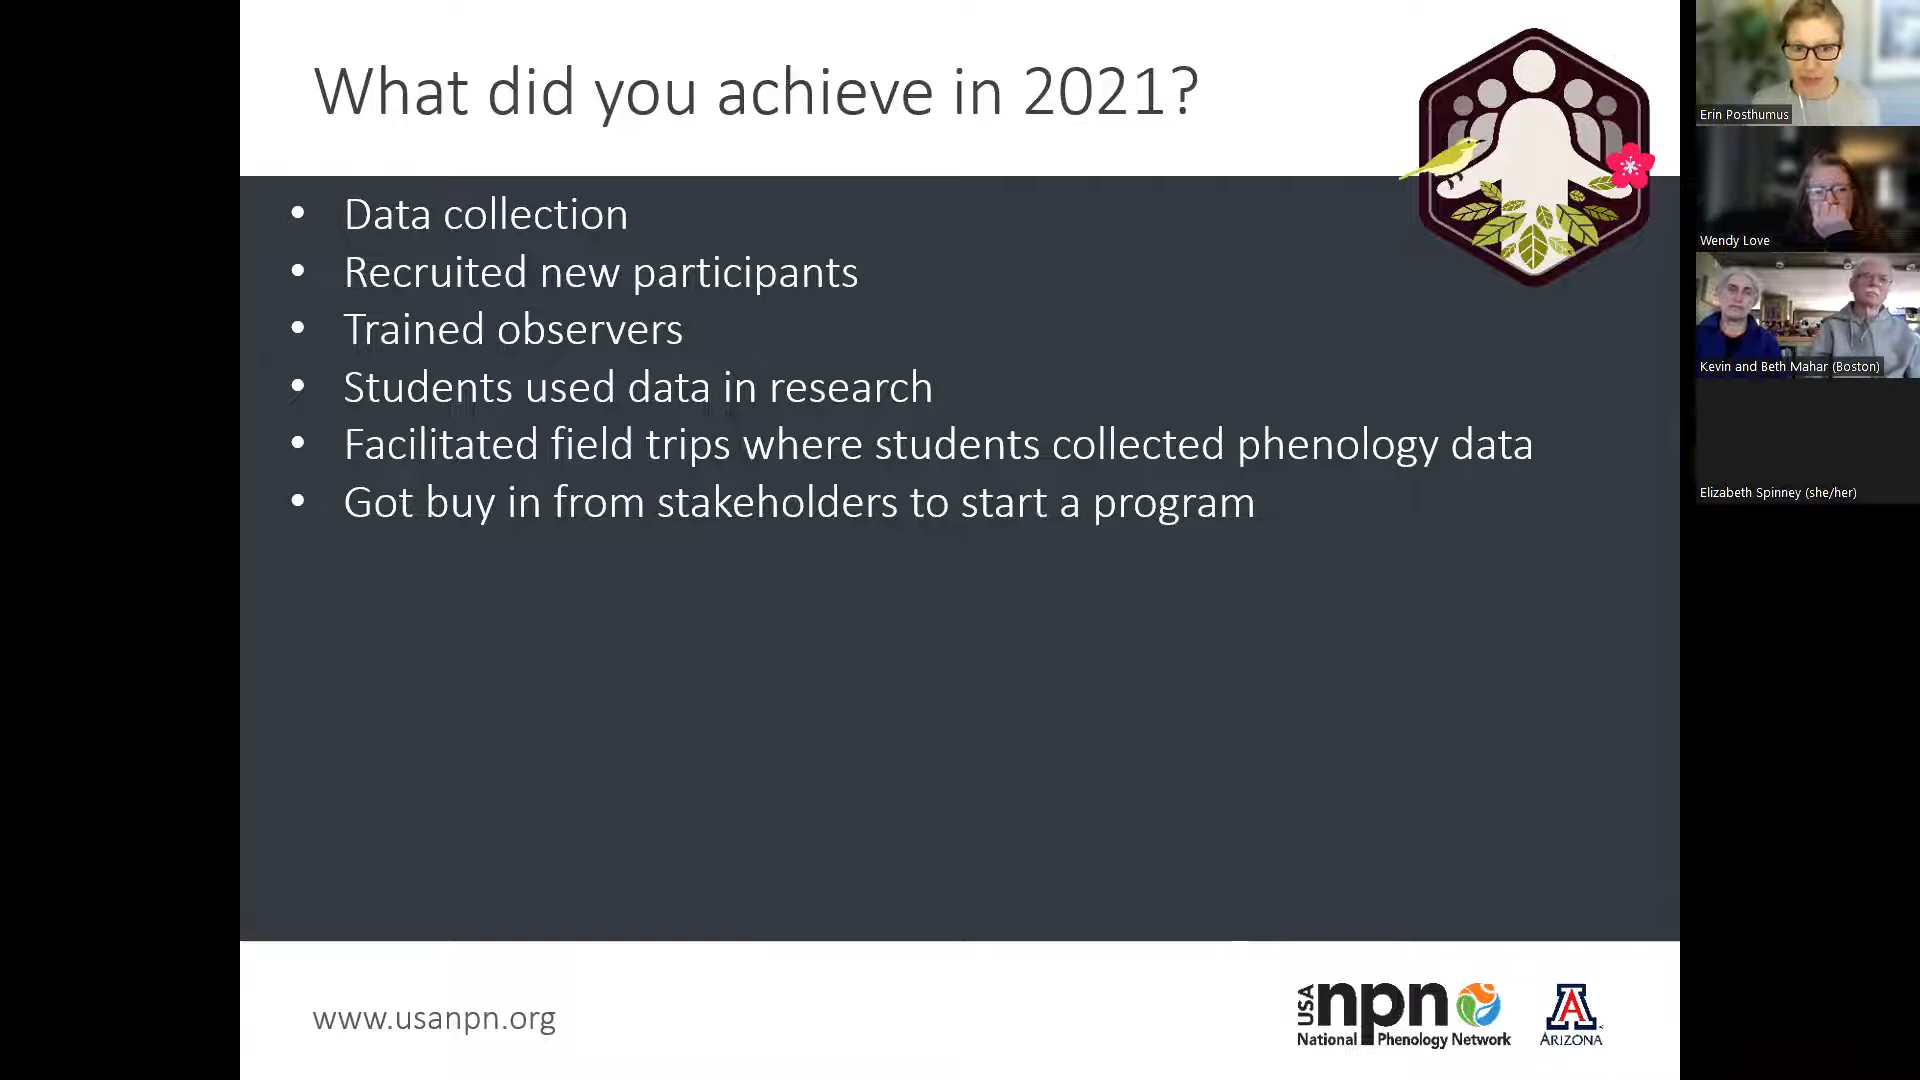 What did you achieve in 2021?
• Data collection
• Recruited new participants
• Trained observers
• Students used data in research
• Facilitated field trips where students collected phenology data
• Got buy in from stakeholders to start a program
www.usanpn.org
USA npn
National Phenology Network
A
ARIZONA
Erin Posthumus
Wendy Love
Kevin and Beth Mahar (Boston)
Elizabeth Spinney (she/her)